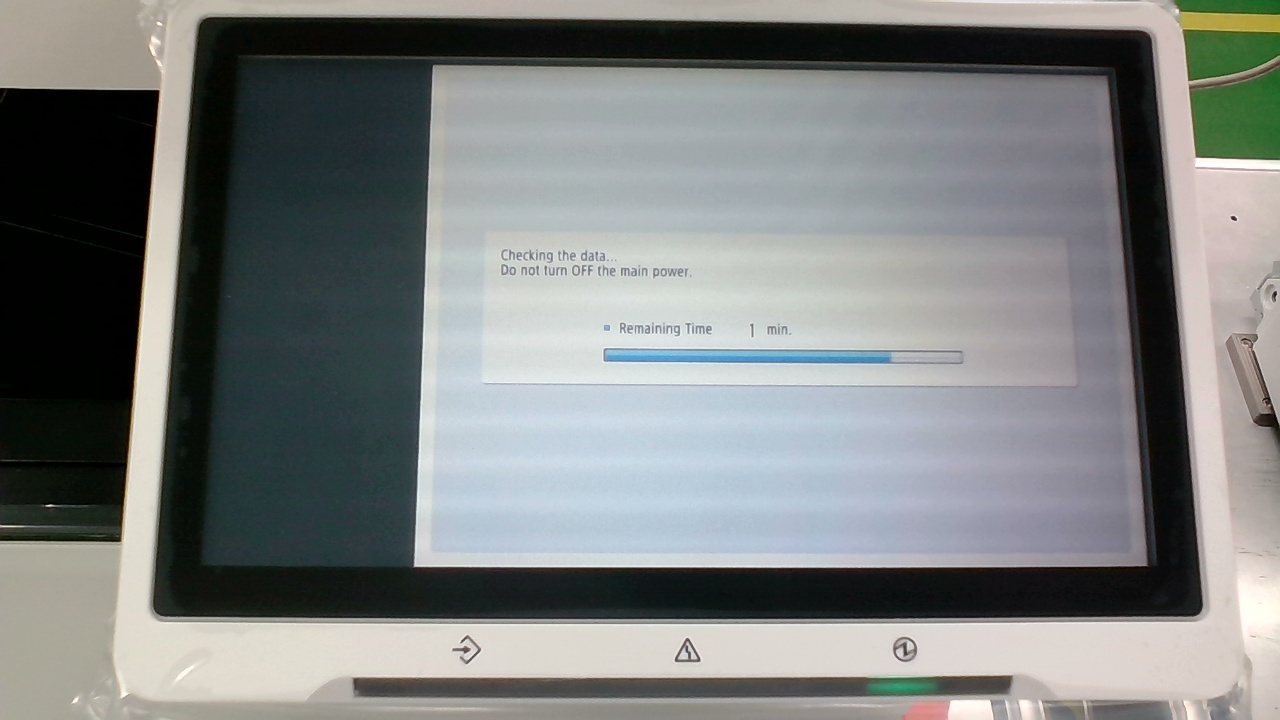 Checking the data...
Do not turn OFF the main power.
Remaining Time 1 min.